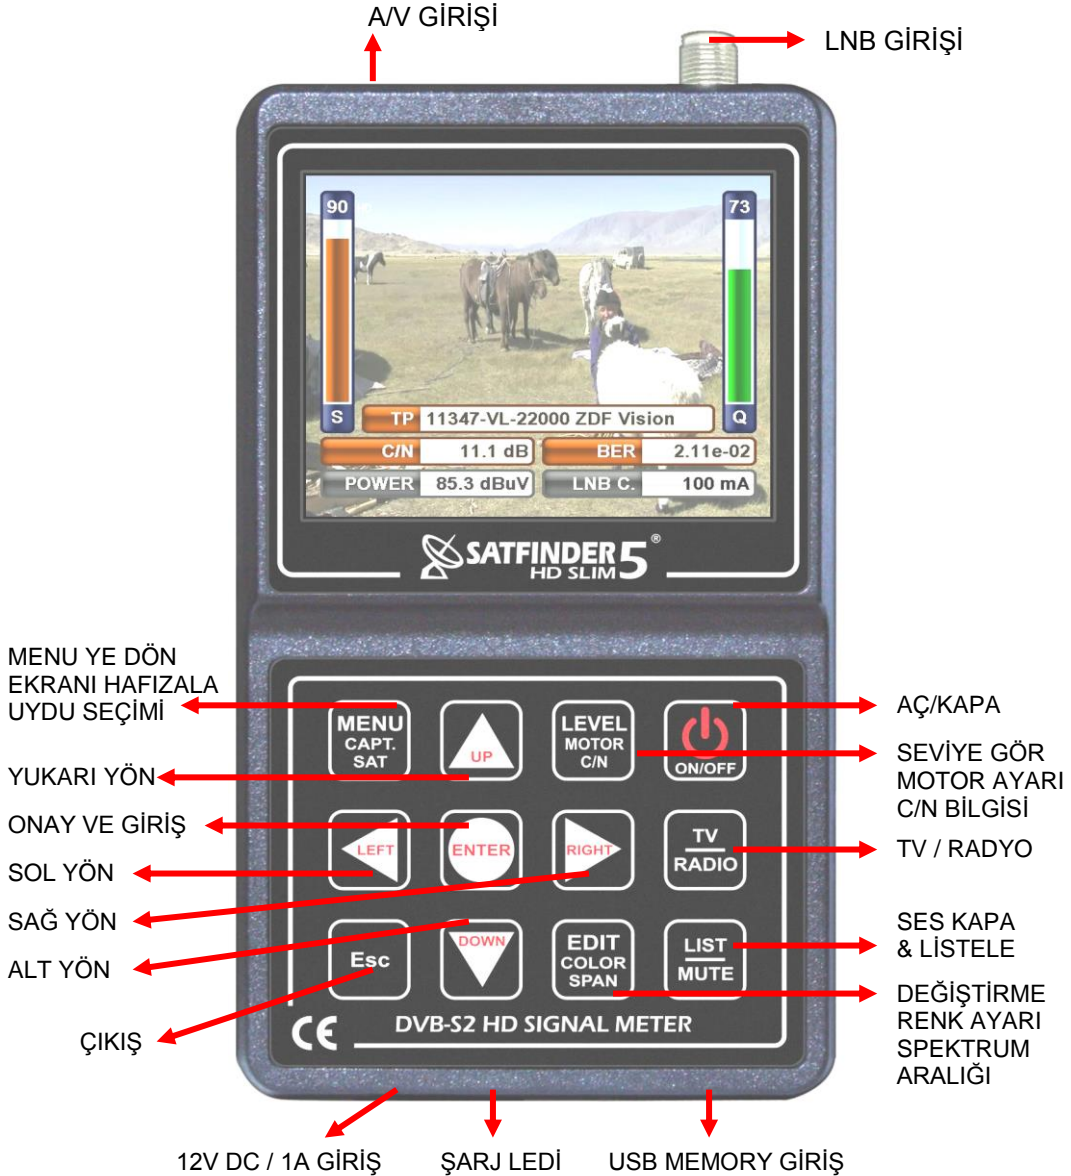 A/V GİRİŞİ
LNB GİRİŞİ
90
73
S
Q
TP 11347-VL-22000 ZDF Vision
C/N 11.1 dB BER 2.11e-02
POWER 85.3 dBuV LNB C. 100 mA
SATFINDER 5 ®
HD SLIM
MENU YE DÖN
EKRANI HAFIZALA
UYDU SEÇİMİ
YUKARI YÖN
ONAY VE GİRİŞ
SOL YÖN
SAĞ YÖN
ALT YÖN
ÇIKIŞ
MENU
CAPT.
SAT
UP
LEVEL
MOTOR
C/N
ON/OFF
LEFT
ENTER
RIGHT
TV
RADIO
Esc
DOWN
EDIT
COLOR
SPAN
LIST
MUTE
CE DVB-S2 HD SIGNAL METER
AÇ/KAPA
SEVİYE GÖR
MOTOR AYARI
C/N BİLGİSİ
TV / RADYO
SES KAPA
& LİSTELE
DEĞİŞTİRME
RENK AYARI
SPEKTRUM
ARALIĞI
12V DC / 1A GİRİŞ
ŞARJ LEDİ
USB MEMORY GİRİŞ